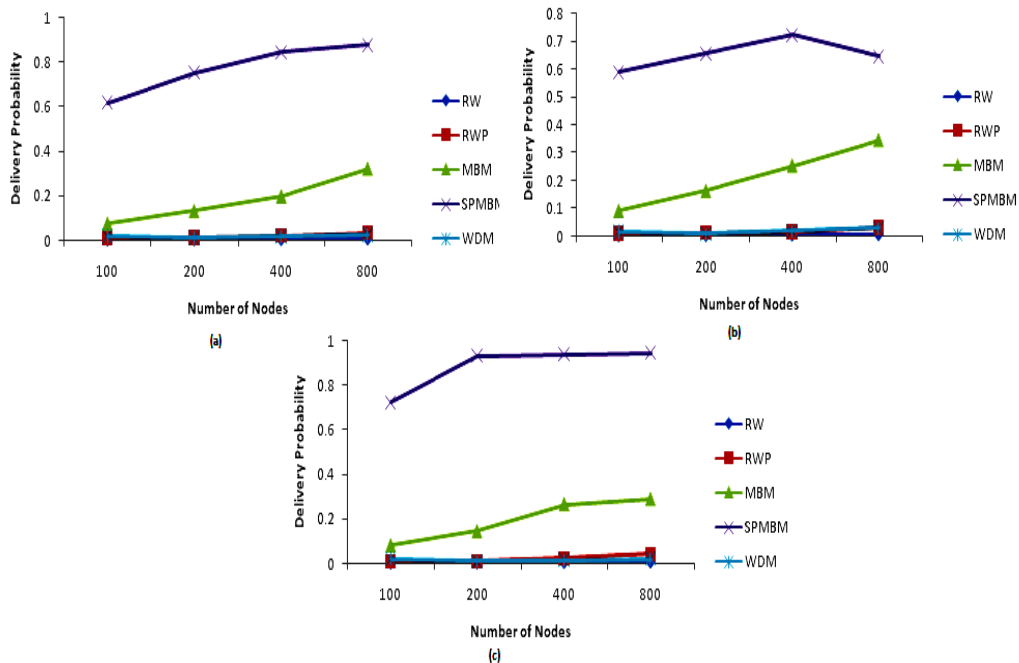 1
0.8
0.6
0.4
0.2
0
Delivery Probability
100 200 400 800
Number of Nodes
(a)
RW
RWP
MBM
SPMBM
WDM
0.8
0.7
0.6
0.5
0.4
0.3
0.2
0.1
0
Delivery Probability
100 200 400 800
Number of Nodes
(b)
RW
RWP
MBM
SPMBM
WDM
1
0.8
0.6
0.4
0.2
0
Delivery Probability
100 200 400 800
Number of Nodes
(c)
RW
RWP
MBM
SPMBM
WDM